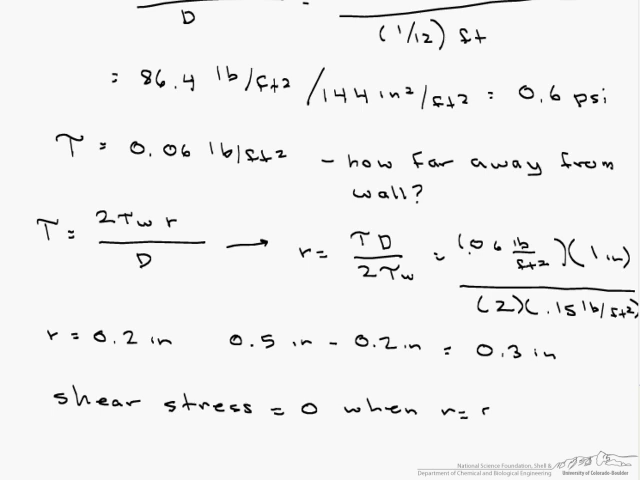 D = (1/12) ft
= 86.4 lb/ft2 / 144 in2/ft2 = 0.6 psi
τ = 0.06 lb/ft2 - how far away from
wall?
τ = 2τw r / D → r = τD / 2τw = (.06 lb/ft2)(1 in) / (2)(.15 lb/ft2)
r = 0.2 in 0.5 in - 0.2 in = 0.3 in
shear stress = 0 when r = r
National Science Foundation, Shell &
Department of Chemical and Biological Engineering
University of Colorado-Boulder